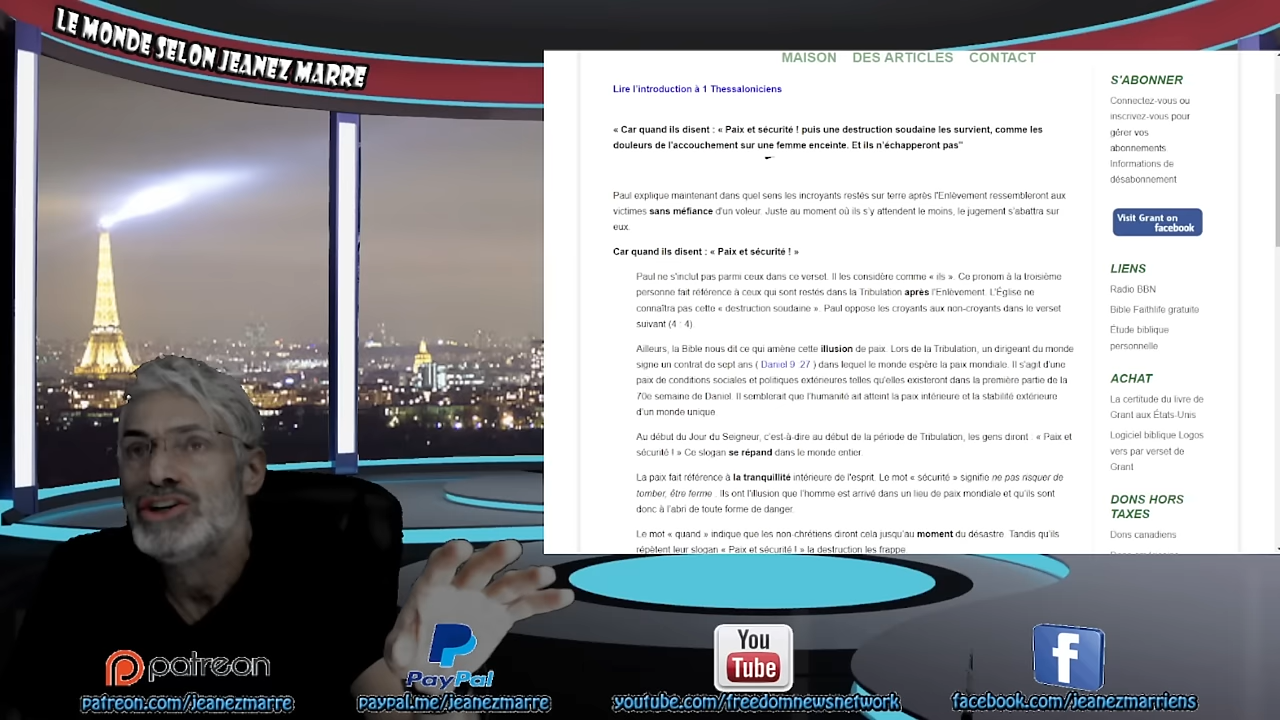 LE MONDE SELON JEANEZ MARRE
MAISON DES ARTICLES CONTACT
Lire l'introduction à 1 Thessaloniciens
« Car quand ils disent : « Paix et sécurité ! puis une destruction soudaine les survient, comme les
douleurs de l'accouchement sur une femme enceinte. Et ils n'échapperont pas"
Paul explique maintenant dans quel sens les incroyants restés sur terre après l'Enlèvement ressembleront aux
victimes sans méfiance d'un voleur. Juste au moment où ils s'y attendent le moins, le jugement s'abattra sur
eux.
Car quand ils disent : « Paix et sécurité ! »
Paul ne s'inclut pas parmi ceux dans ce verset. Il les considère comme « ils ». Ce pronom à la troisième
personne fait référence à ceux qui sont restés dans la Tribulation après l'Enlèvement. L'Église ne
connaîtra pas cette « destruction soudaine ». Paul oppose les croyants aux non-croyants dans le verset
suivant (4 : 4)
Ailleurs, la Bible nous dit ce qui amène cette illusion de paix. Lors de la Tribulation, un dirigeant du monde
signe un contrat de sept ans ( Daniel 9 27 ) dans lequel le monde espère la paix mondiale. Il s'agit d'une
paix de conditions sociales et politiques extérieures telles qu'elles existeront dans la première partie de la
70e semaine de Daniel. Il semblerait que l'humanité ait atteint la paix intérieure et la stabilité extérieure
d'un monde unique
Au début du Jour du Seigneur, c'est-à-dire au début de la période de Tribulation, les gens diront : « Paix et
sécurité ! » Ce slogan se répand dans le monde entier.
La paix fait référence à la tranquillité intérieure de l'esprit. Le mot « sécurité » signifie ne pas risquer de
tomber, être ferme . Ils ont l'illusion que l'homme est arrivé dans un lieu de paix mondiale et qu'ils sont
donc à l'abri de toute forme de danger.
Le mot « quand » indique que les non-chrétiens diront cela jusqu'au moment du désastre. Tandis qu'ils
répètent leur slogan « Paix et sécurité ! » la destruction les frappe
S'ABONNER
Connectez-vous ou
inscrivez-vous pour
gérer vos
abonnements
Informations de
désabonnement
Visit Grant on
facebook
LIENS
Radio BBN
Bible Faithlife gratuite
Étude biblique
personnelle
ACHAT
La certitude du livre de
Grant aux États-Unis
Logiciel biblique Logos
vers par verset de
Grant
DONS HORS
TAXES
Dons canadiens
patreon
PayPal
You
Tube
f
patreon.com/jeanezmarre
paypal.me/jeanezmarre
youtube.com/freedomnewsnetwork
facebook.com/jeanezmarriens